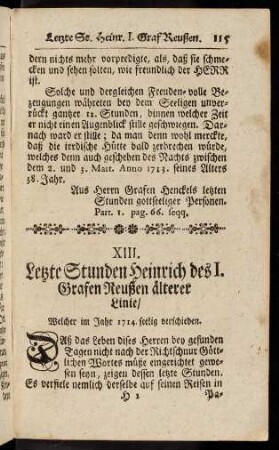 Letzte St. Heinr. I. Graf Reußen. 115
dern nichts mehr vorpredigte, als, daß sie schme-
cken und sehen solten, wie freundlich der HERR
ist.
Solche und dergleichen Freuden-volle Be-
zeugungen währeten bey dem Seeligen unver-
rückt gantzer 12. Stunden, binnen welcher Zeit
er nicht einen Augenblick stille geschwiegen. Dar-
nach ward er stille; da man denn wohl merckte,
daß die irrdische Hütte bald zerbrechen würde,
welches denn auch geschehen des Nachts zwischen
dem 2. und 3. Mart. Anno 1713. seines Alters
38. Jahr.
Aus Herrn Grafen Henckels letzten
Stunden gottseeliger Personen.
Part. 1. pag. 66. seqq.
XIII.
Letzte Stunden Heinrich des I.
Grafen Reußen älterer
Linie/
Welcher im Jahr 1714. seelig verschieden.
DAß das Leben dises Herren bey gesunden
Tagen nicht nach der Richtschnur Gött-
lichen Wortes müße eingerichtet gewe-
sen seyn, zeigen dessen letzte Stunden.
Es verfiele nemlich derselbe auf seinen Reisen in
H 2 Pa-